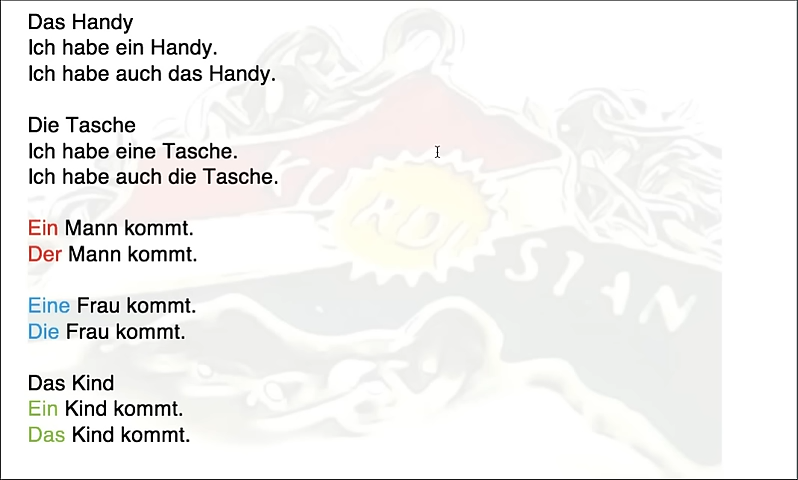 Das Handy
Ich habe ein Handy.
Ich habe auch das Handy.
Die Tasche
Ich habe eine Tasche.
Ich habe auch die Tasche.
Ein Mann kommt.
Der Mann kommt.
Eine Frau kommt.
Die Frau kommt.
Das Kind
Ein Kind kommt.
Das Kind kommt.
KURDISTAN